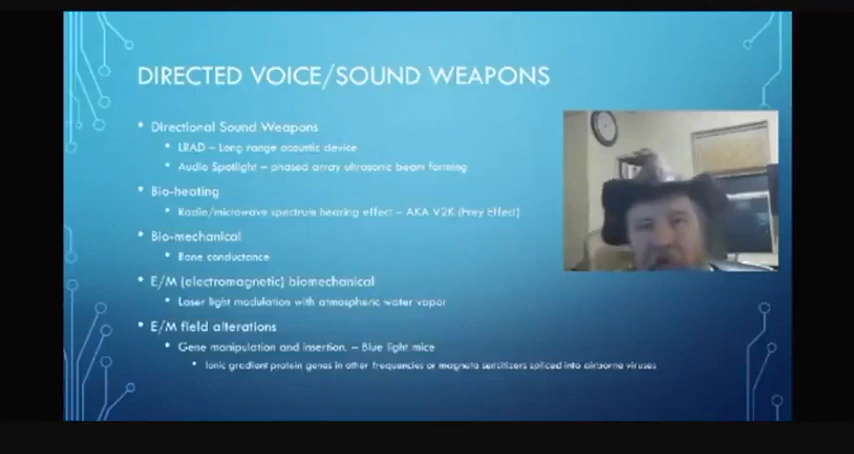 DIRECTED VOICE/SOUND WEAPONS
Directional Sound Weapons
LRAD – Long range acoustic device
Audio Spotlight – phased array ultrasonic beam forming
Bio-heating
Radio/microwave spectrum hearing effect – AKA V2K (Frey Effect)
Bio-mechanical
Bone conductance
E/M (electromagnetic) biomechanical
Laser light modulation with atmospheric water vapor
E/M field alterations
Gene manipulation and insertion. – Blue light mice
Ionic gradient protein genes in other frequencies or magneto sensitizers spliced into airborne viruses